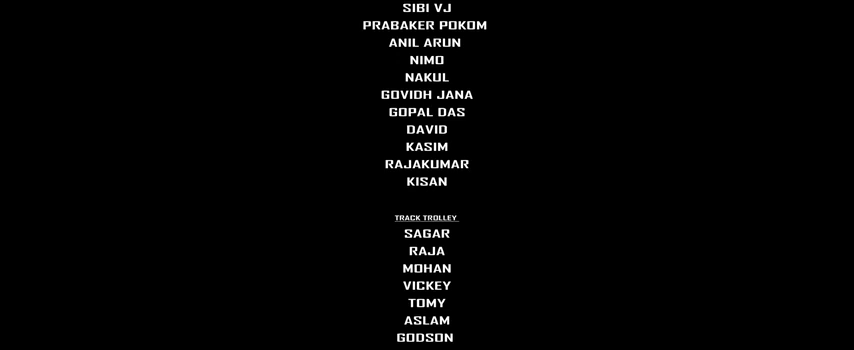 SIBI VJ
PRABAKER POKOM
ANIL ARUN
NIMO
NAKUL
GOVIDH JANA
GOPAL DAS
DAVID
KASIM
RAJAKUMAR
KISAN
TRACK TROLLEY
SAGAR
RAJA
MOHAN
VICKEY
TOMY
ASLAM
GODSON